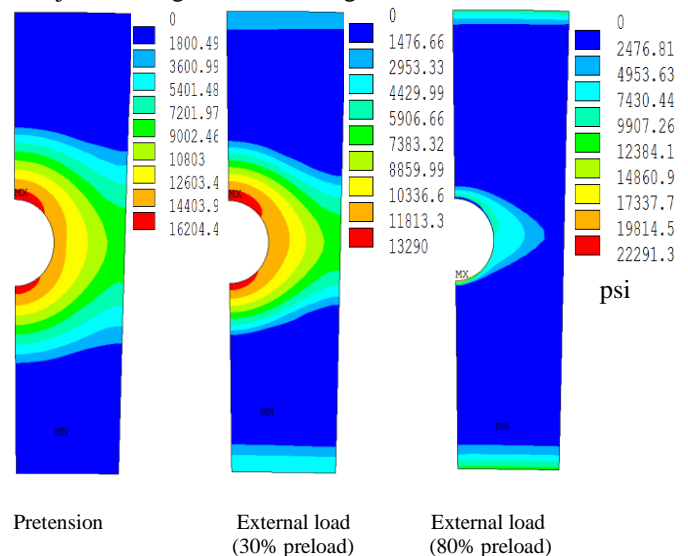 0
1800.49
3600.99
5401.48
7201.97
9002.46
10803
12603.4
14403.9
16204.4
MX
MN
0
1476.66
2953.33
4429.99
5906.66
7383.32
8859.99
10336.6
11813.3
13290
MX
MN
0
2476.81
4953.63
7430.44
9907.26
12384.1
14860.9
17337.7
19814.5
22291.3
MX
MN
psi
Pretension
External load
(30% preload)
External load
(80% preload)